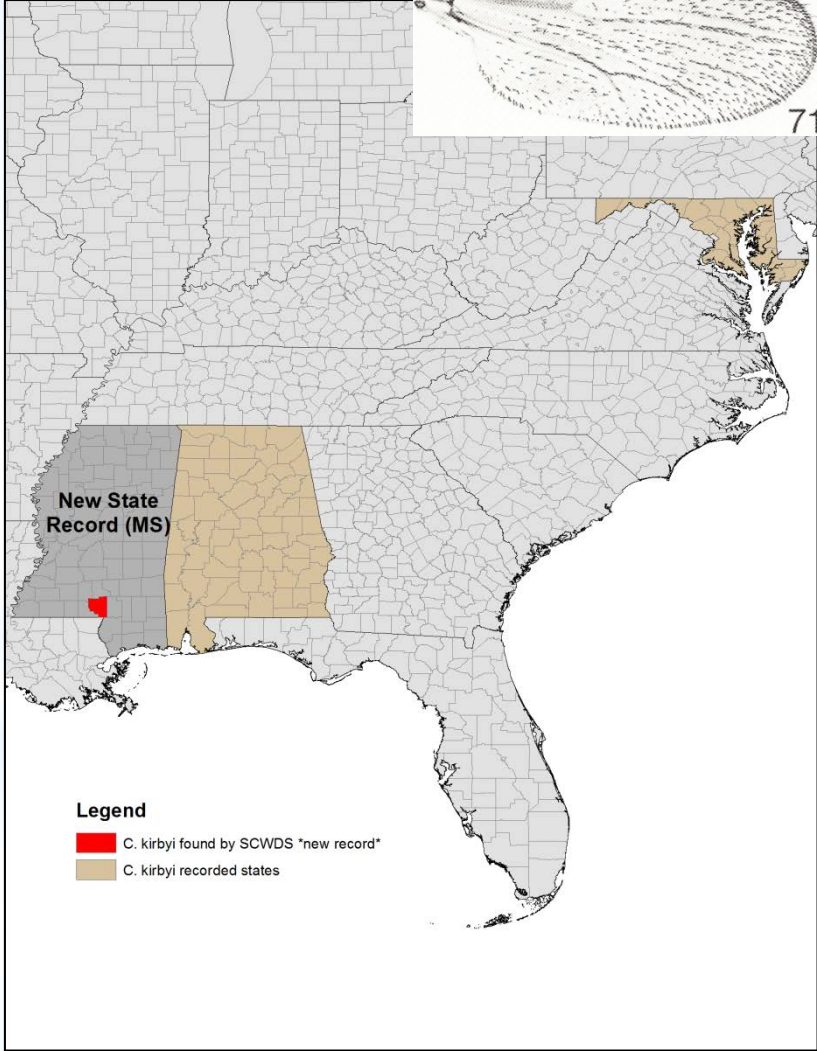 71
New State
Record (MS)
Legend
C. kirbyi found by SCWDS *new record*
C. kirbyi recorded states